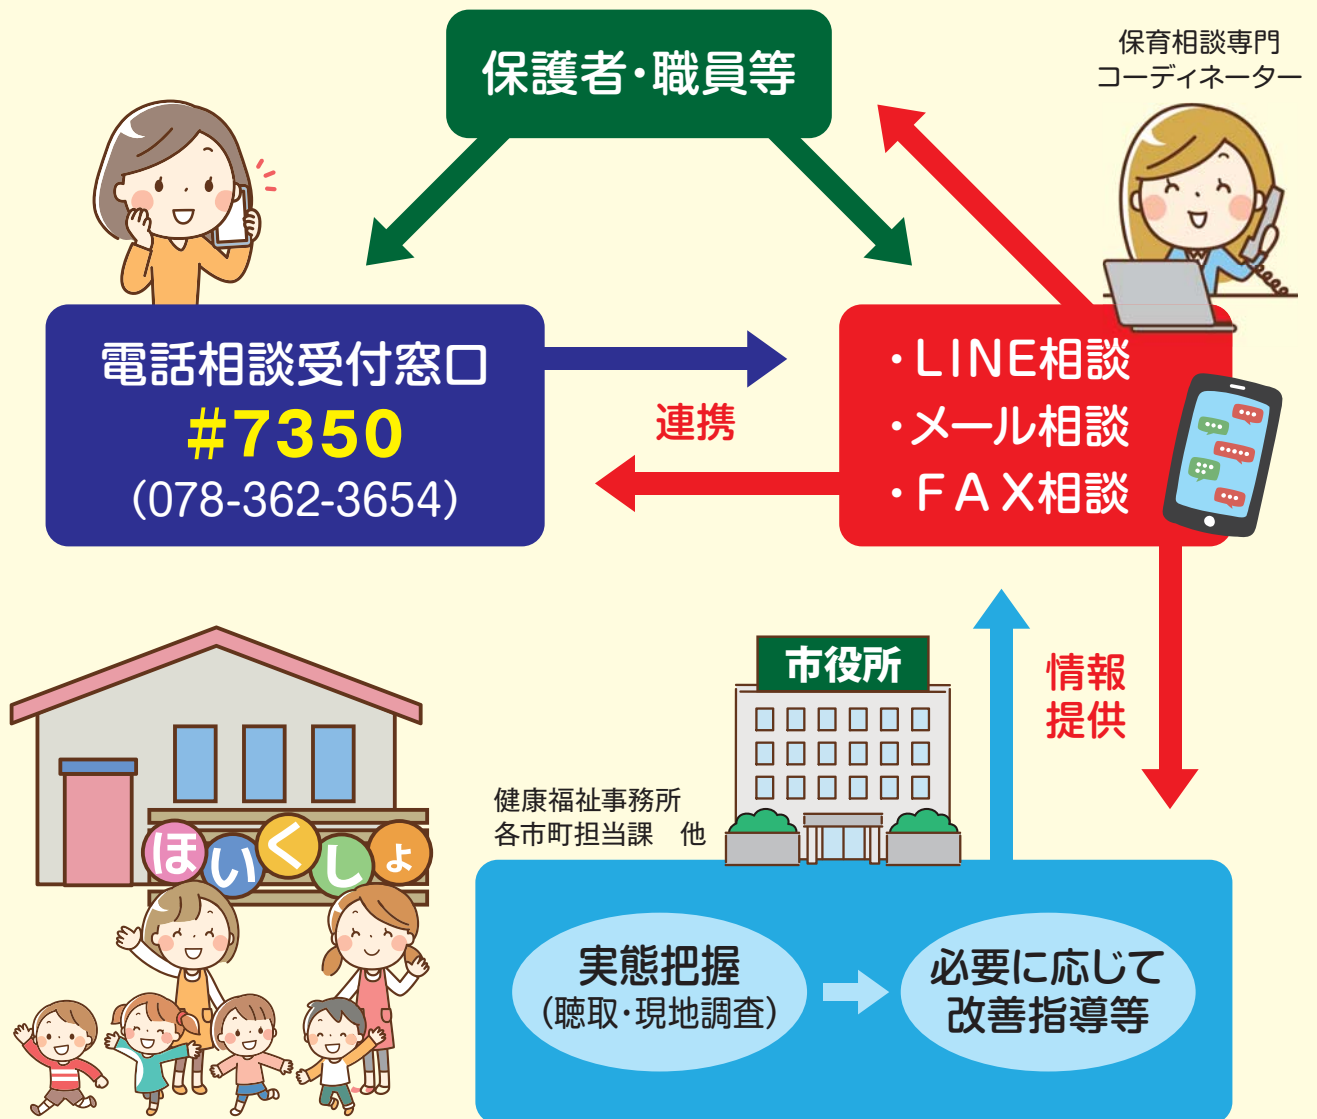 保護者・職員等
保育相談専門
コーディネーター
電話相談受付窓口
#7350
(078-362-3654)
連携
・LINE相談
・メール相談
・FAX相談
市役所
情報
提供
健康福祉事務所
各市町担当課　他
ほいくしょ
実態把握
(聴取・現地調査)
必要に応じて
改善指導等